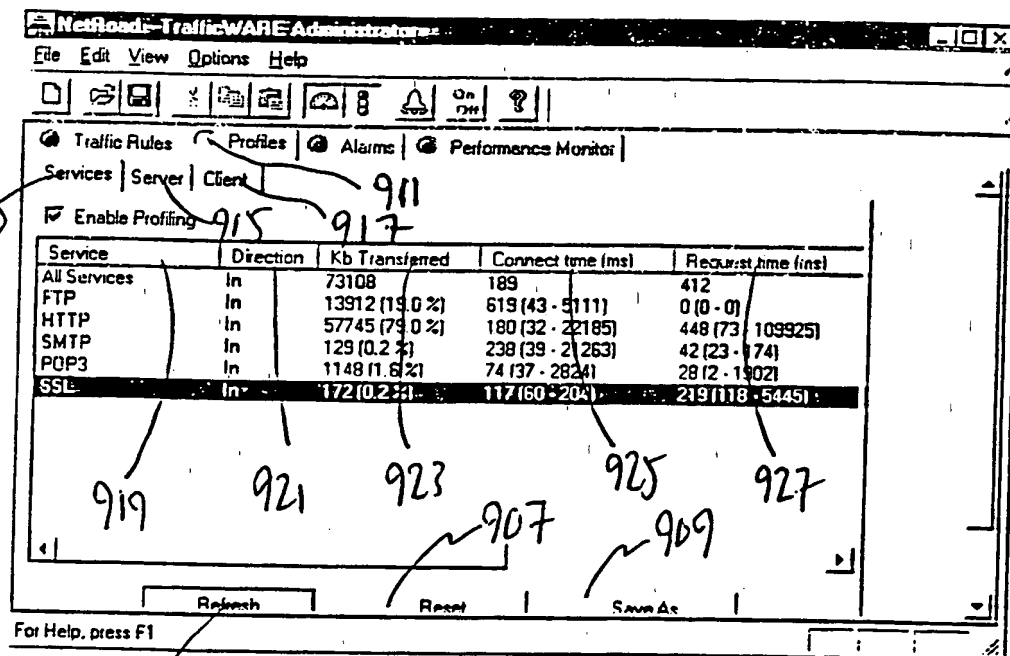 NetRoads-TrafficWARE Administrator
File Edit View Options Help
On
Off
Traffic Rules Profiles Alarms Performance Monitor
Services Server Client
911
Enable Profiling 915 917
Service Direction Kb Transferred Connect time (ms) Request time (ms)
All Services In 73108 189 412
FTP In 13912 (19.0 %) 619 (43 - 5111) 0 (0 - 0)
HTTP In 57745 (79.0 %) 180 (32 - 22185) 448 (73 - 109925)
SMTP In 129 (0.2 %) 238 (39 - 21263) 42 (23 - 174)
POP3 In 1148 (1.6 %) 74 (37 - 2824) 28 (2 - 1902)
SSL In 172 (0.2 %) 117 (60 - 204) 219 (118 - 5445)
919 921 923 925 927
907 909
Refresh Reset Save As
For Help, press F1